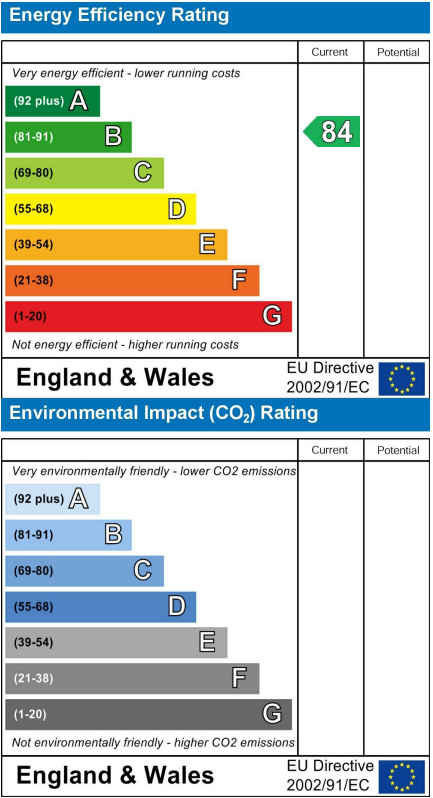 Energy Efficiency Rating
Current Potential
Very energy efficient - lower running costs
(92 plus) A
(81-91) B
84
(69-80) C
(55-68) D
(39-54) E
(21-38) F
(1-20) G
Not energy efficient - higher running costs
England & Wales
EU Directive
2002/91/EC
Environmental Impact (CO₂) Rating
Current Potential
Very environmentally friendly - lower CO2 emissions
(92 plus) A
(81-91) B
(69-80) C
(55-68) D
(39-54) E
(21-38) F
(1-20) G
Not environmentally friendly - higher CO2 emissions
England & Wales
EU Directive
2002/91/EC